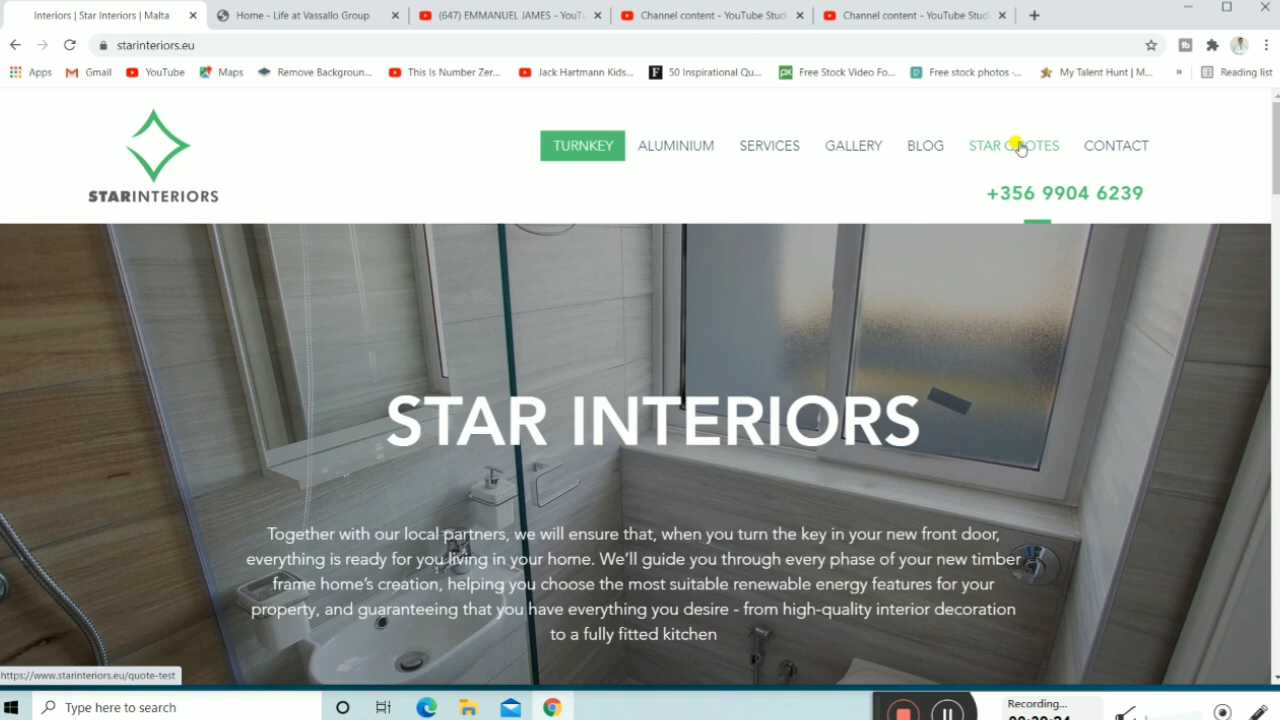 Interiors | Star Interiors | Malta
Home - Life at Vassallo Group
(647) EMMANUEL JAMES - YouTu
Channel content - YouTube Studi
Channel content - YouTube Studi
starinteriors.eu
Apps
Gmail
YouTube
Maps
Remove Backgroun...
This Is Number Zer...
Jack Hartmann Kids...
50 Inspirational Qu...
Free Stock Video Fo...
Free stock photos -...
My Talent Hunt | M...
»
Reading list
STARINTERIORS
TURNKEY
ALUMINIUM
SERVICES
GALLERY
BLOG
STAR QUOTES
CONTACT
+356 9904 6239
STAR INTERIORS
Together with our local partners, we will ensure that, when you turn the key in your new front door,
everything is ready for you living in your home. We'll guide you through every phase of your new timber
frame home's creation, helping you choose the most suitable renewable energy features for your
property, and guaranteeing that you have everything you desire - from high-quality interior decoration
to a fully fitted kitchen
https://www.starinteriors.eu/quote-test
Type here to search
Recording...